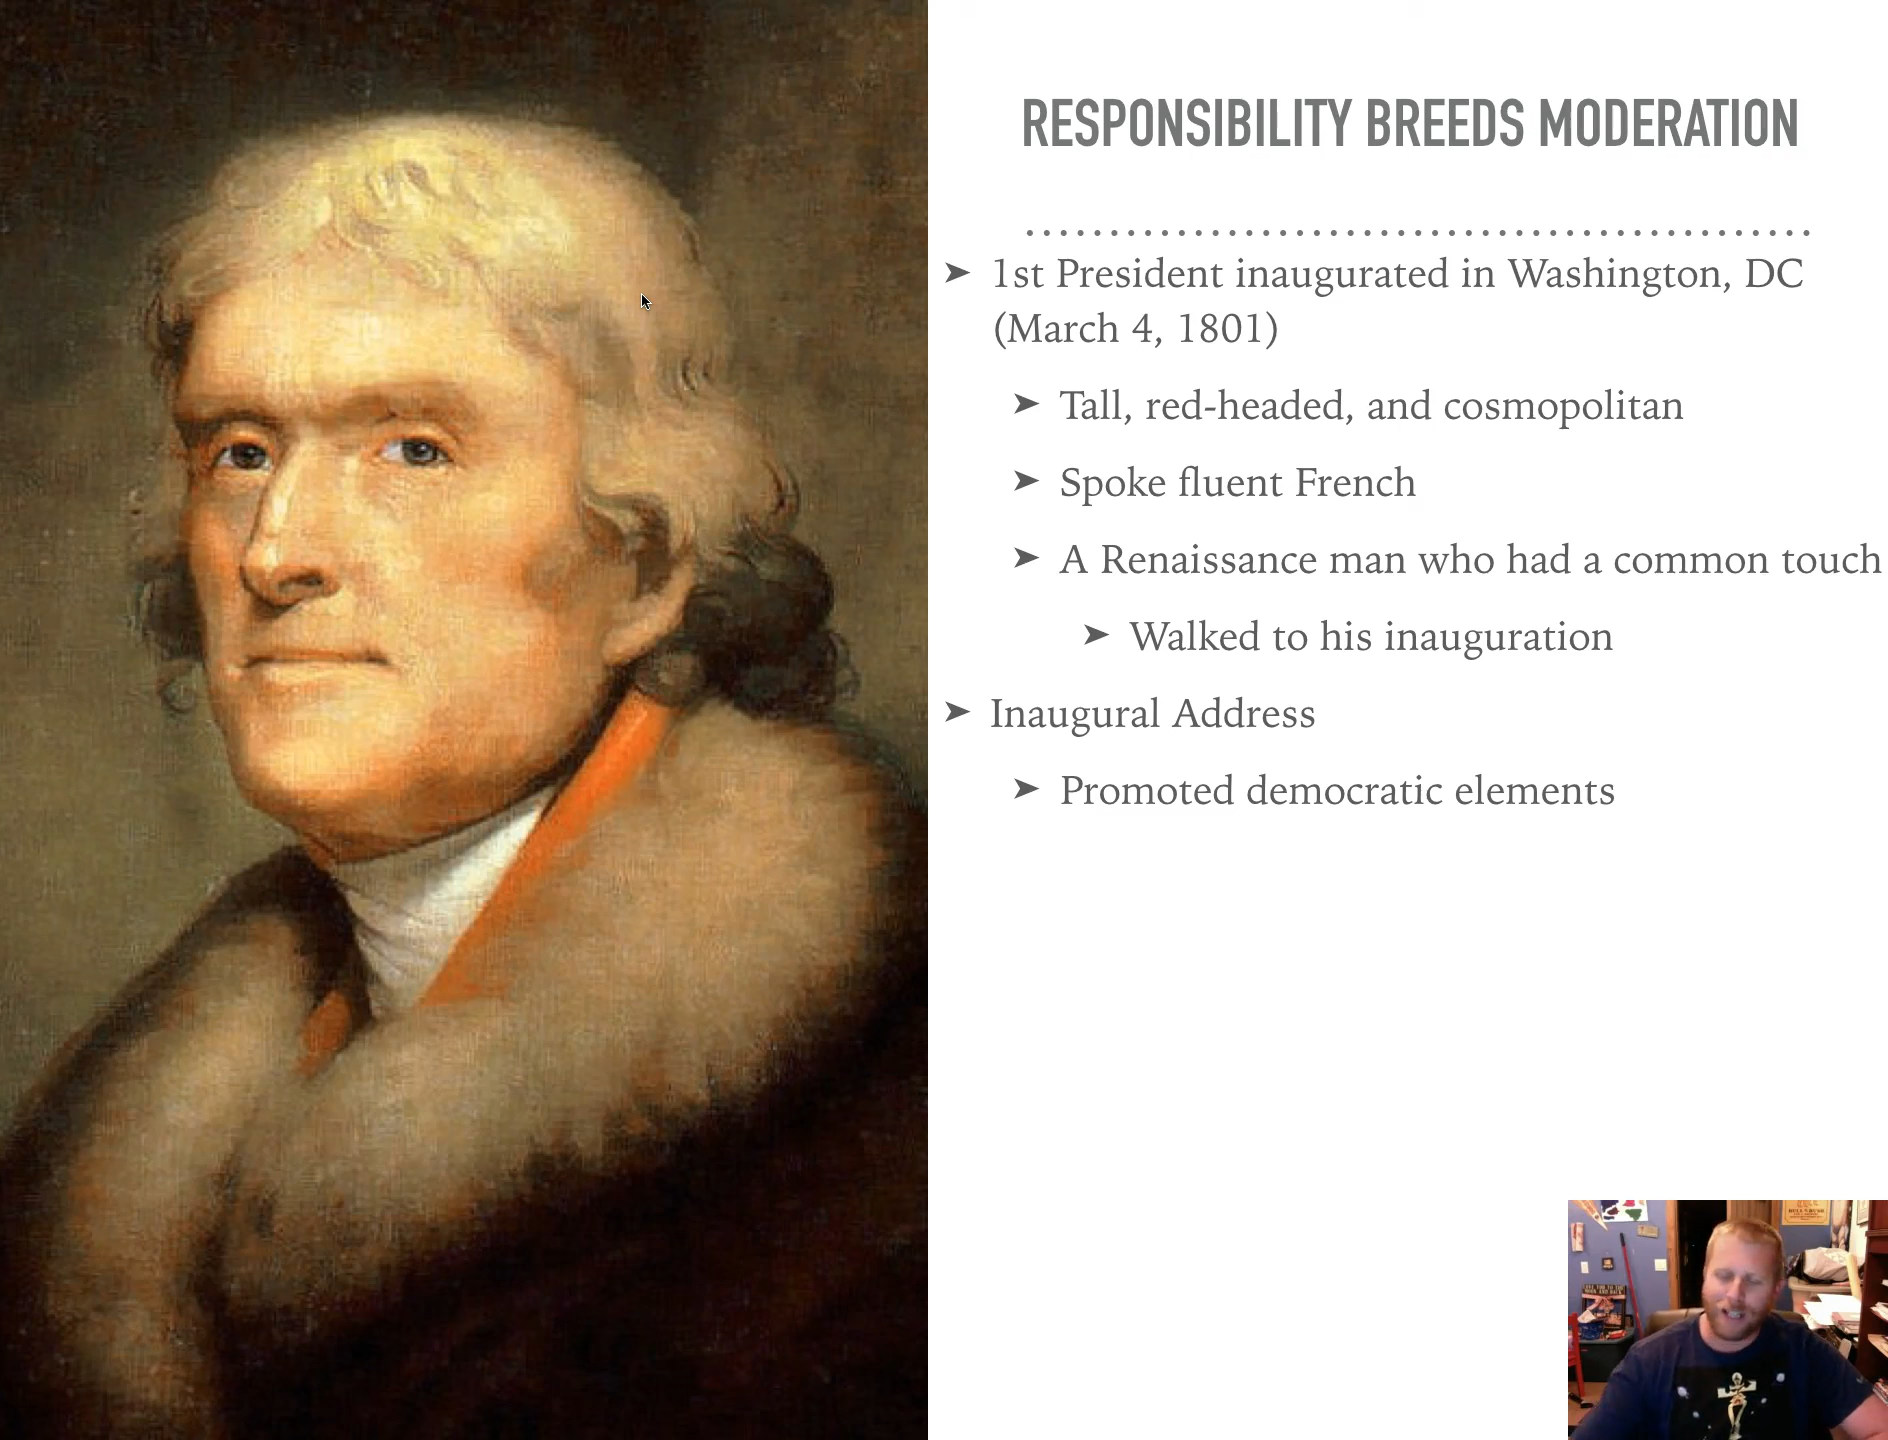 RESPONSIBILITY BREEDS MODERATION
➤ 1st President inaugurated in Washington, DC
(March 4, 1801)
➤ Tall, red-headed, and cosmopolitan
➤ Spoke fluent French
➤ A Renaissance man who had a common touch
➤ Walked to his inauguration
➤ Inaugural Address
➤ Promoted democratic elements